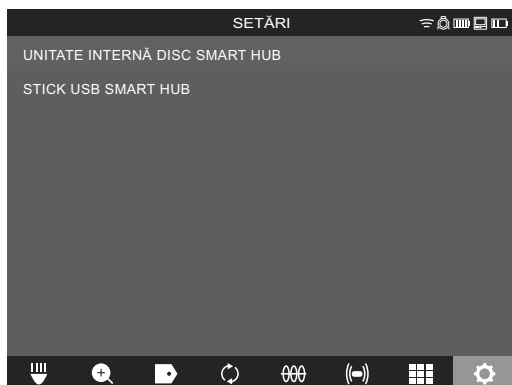 SETĂRI
UNITATE INTERNĂ DISC SMART HUB
STICK USB SMART HUB